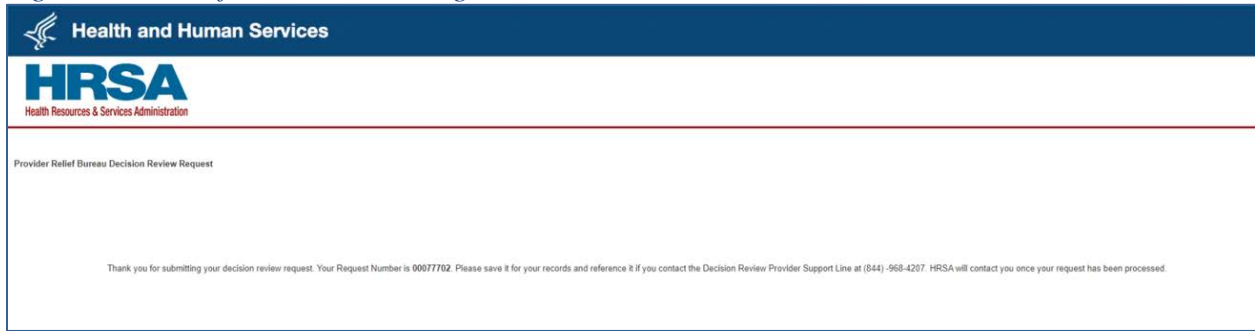 Health and Human Services
HRSA
Health Resources & Services Administration
Provider Relief Bureau Decision Review Request
Thank you for submitting your decision review request. Your Request Number is 00077702. Please save it for your records and reference it if you contact the Decision Review Provider Support Line at (844) -968-4207. HRSA will contact you once your request has been processed.